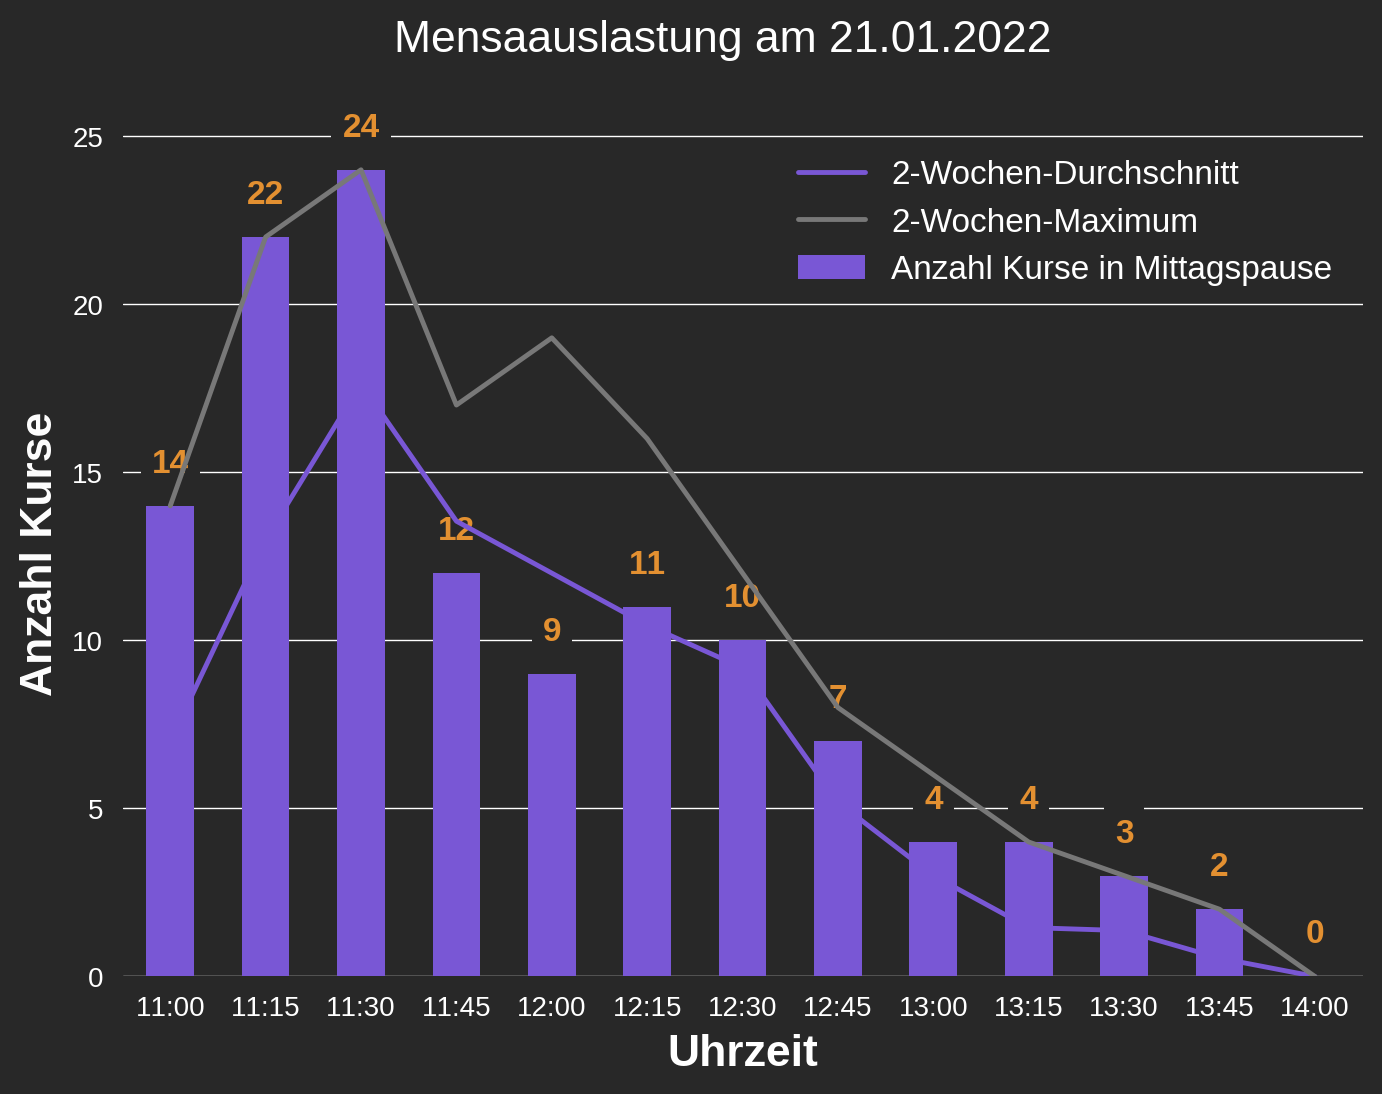 Mensaauslastung am 21.01.2022
25
20
15
10
5
0
Anzahl Kurse
2-Wochen-Durchschnitt
2-Wochen-Maximum
Anzahl Kurse in Mittagspause
14
22
24
12
9
11
10
7
4
4
3
2
0
11:00 11:15 11:30 11:45 12:00 12:15 12:30 12:45 13:00 13:15 13:30 13:45 14:00
Uhrzeit